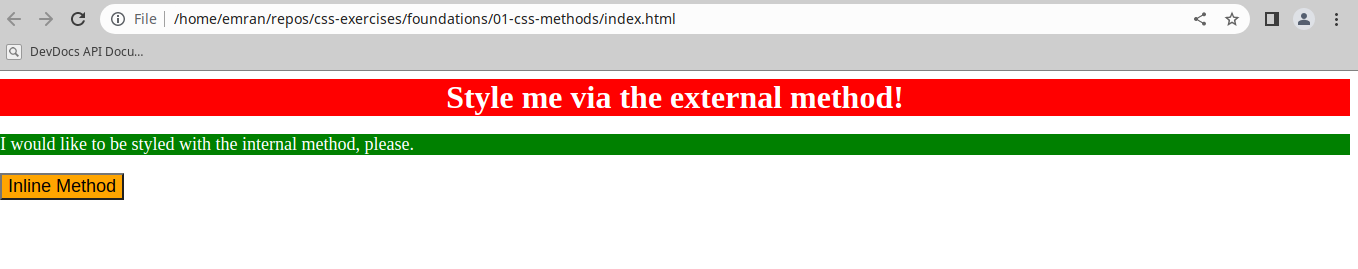 File /home/emran/repos/css-exercises/foundations/01-css-methods/index.html
DevDocs API Docu...
Style me via the external method!
I would like to be styled with the internal method, please.
Inline Method